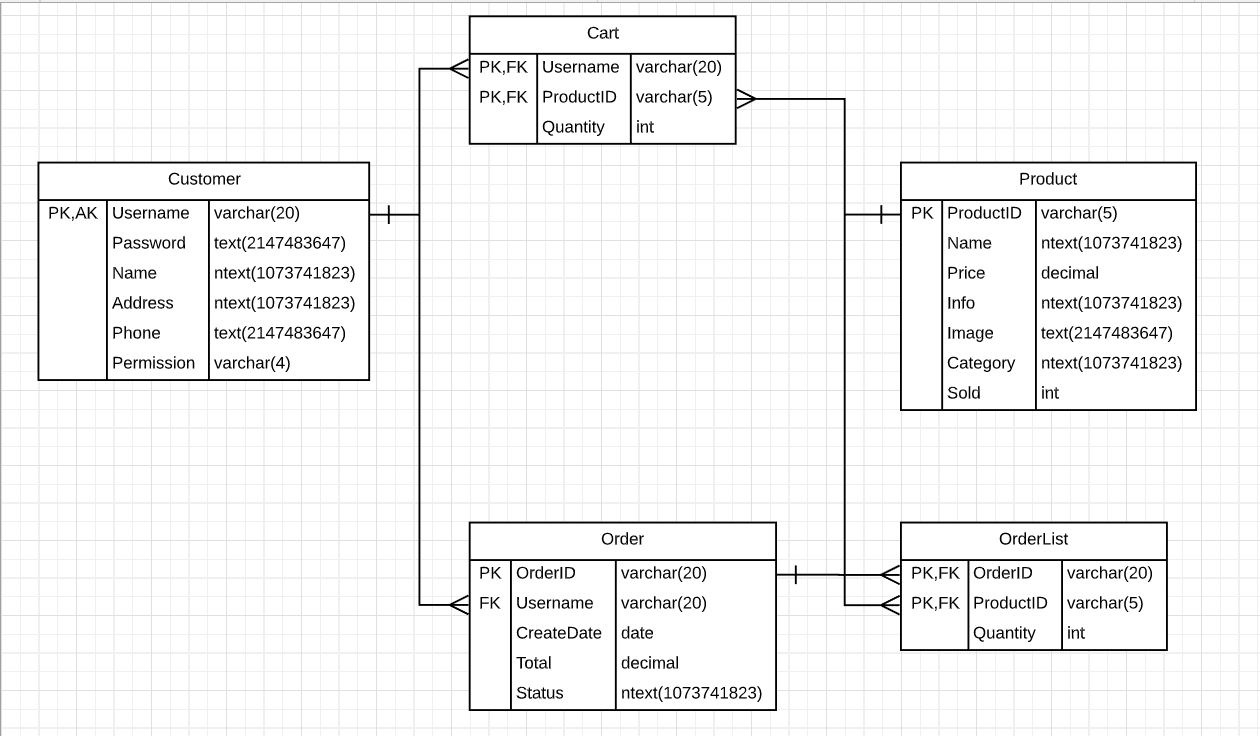 Cart
PK,FK Username varchar(20)
PK,FK ProductID varchar(5)
Quantity int
Customer
PK,AK Username varchar(20)
Password text(2147483647)
Name ntext(1073741823)
Address ntext(1073741823)
Phone text(2147483647)
Permission varchar(4)
Product
PK ProductID varchar(5)
Name ntext(1073741823)
Price decimal
Info ntext(1073741823)
Image text(2147483647)
Category ntext(1073741823)
Sold int
Order
PK OrderID varchar(20)
FK Username varchar(20)
CreateDate date
Total decimal
Status ntext(1073741823)
OrderList
PK,FK OrderID varchar(20)
PK,FK ProductID varchar(5)
Quantity int